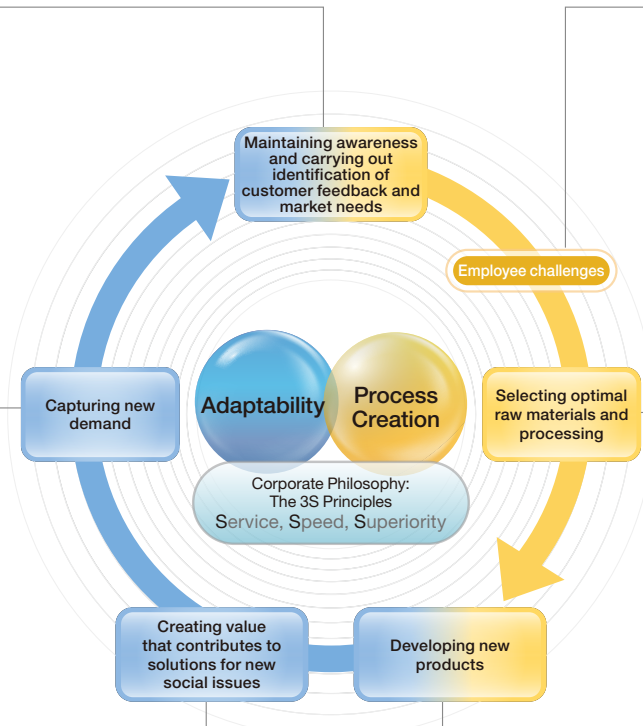 Maintaining awareness
and carrying out
identification of
customer feedback and
market needs
Employee challenges
Adaptability
Process
Creation
Capturing new
demand
Selecting optimal
raw materials and
processing
Corporate Philosophy:
The 3S Principles
Service, Speed, Superiority
Creating value
that contributes to
solutions for new
social issues
Developing new
products